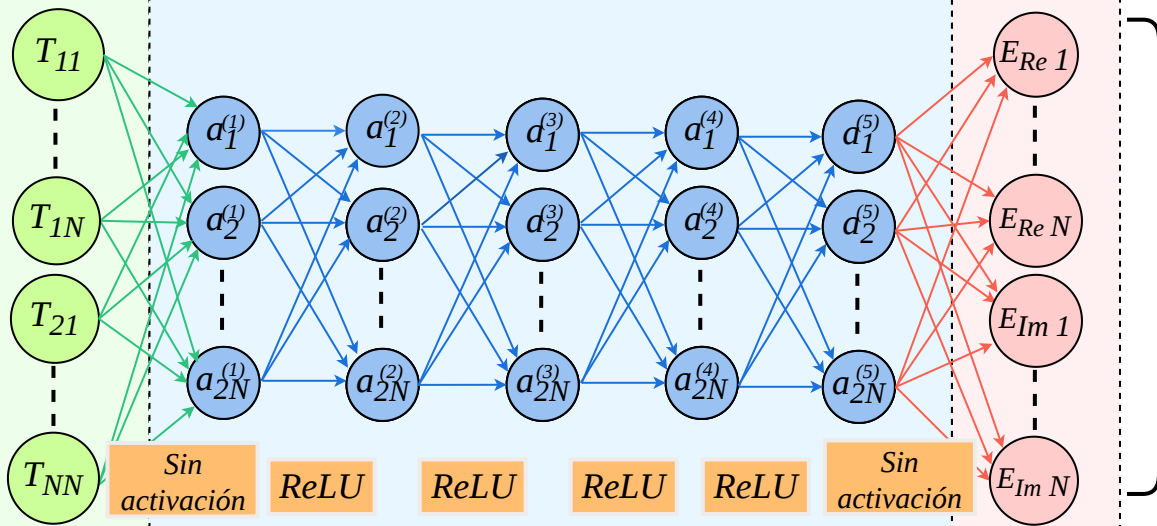 T11
T1N
T21
TNN
a1(1)
a2(1)
a2N(1)
a1(2)
a2(2)
a2N(2)
a1(3)
a2(3)
a2N(3)
a1(4)
a2(4)
a2N(4)
a1(5)
a2(5)
a2N(5)
ERe 1
ERe N
EIm 1
EIm N
Sin
activación
ReLU
ReLU
ReLU
ReLU
Sin
activación